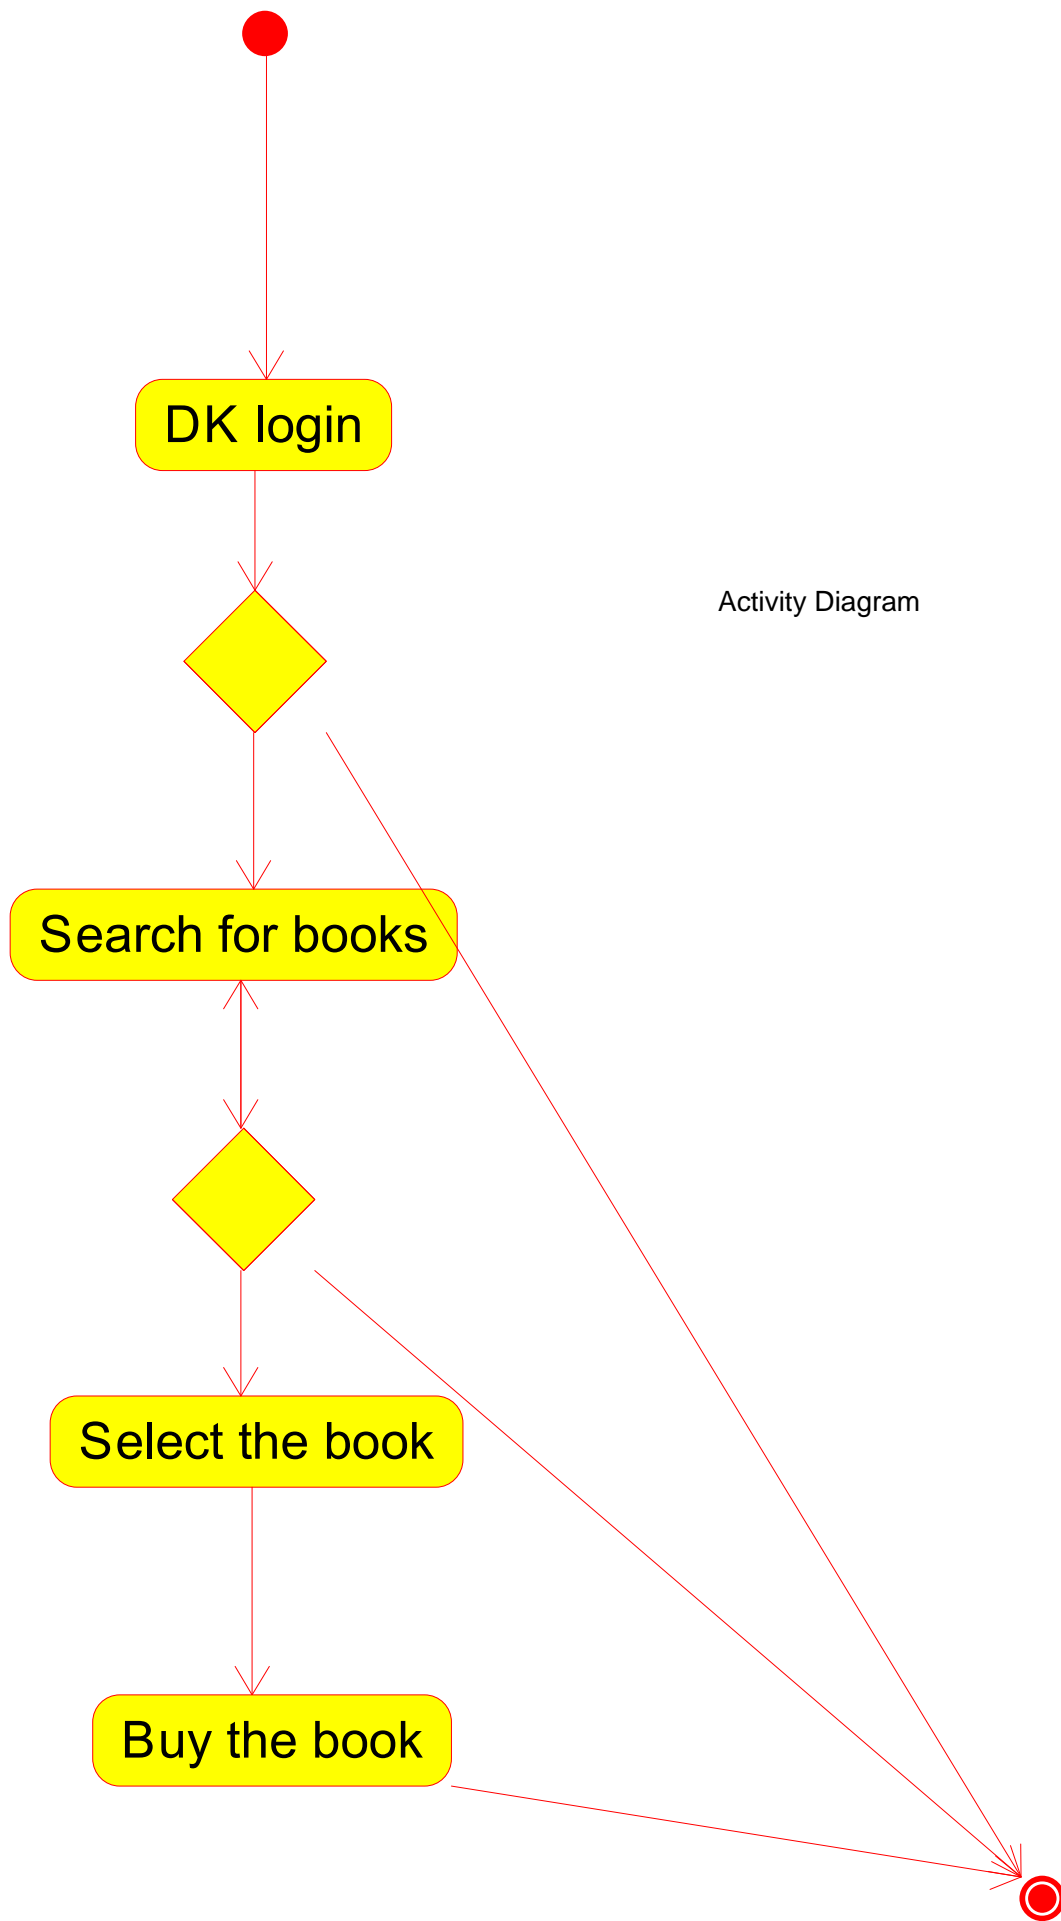 DK login
Activity Diagram
Search for books
Select the book
Buy the book